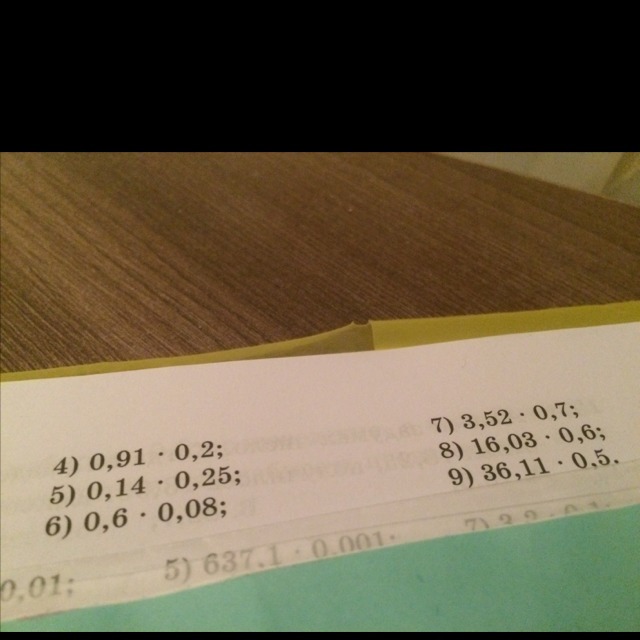 4) 0,91 · 0,2;
5) 0,14 · 0,25;
6) 0,6 · 0,08;
7) 3,52 · 0,7;
8) 16,03 · 0,6;
9) 36,11 · 0,5.
0,01;
5) 637,1 · 0,001;
7)